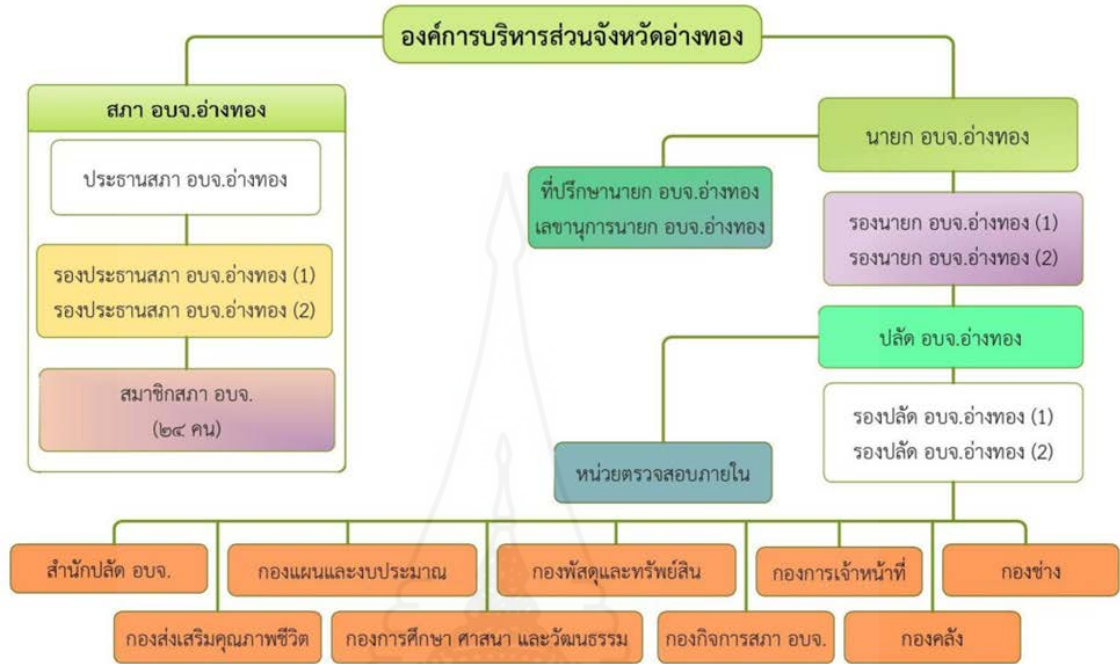 องค์การบริหารส่วนจังหวัดอ่างทอง
สภา อบจ.อ่างทอง
ประธานสภา อบจ.อ่างทอง
รองประธานสภา อบจ.อ่างทอง (1)
รองประธานสภา อบจ.อ่างทอง (2)
สมาชิกสภา อบจ.
(๒๔ คน)
นายก อบจ.อ่างทอง
ที่ปรึกษานายก อบจ.อ่างทอง
เลขานุการนายก อบจ.อ่างทอง
รองนายก อบจ.อ่างทอง (1)
รองนายก อบจ.อ่างทอง (2)
ปลัด อบจ.อ่างทอง
รองปลัด อบจ.อ่างทอง (1)
รองปลัด อบจ.อ่างทอง (2)
หน่วยตรวจสอบภายใน
สำนักปลัด อบจ.
กองแผนและงบประมาณ
กองพัสดุและทรัพย์สิน
กองการเจ้าหน้าที่
กองช่าง
กองส่งเสริมคุณภาพชีวิต
กองการศึกษา ศาสนา และวัฒนธรรม
กองกิจการสภา อบจ.
กองคลัง